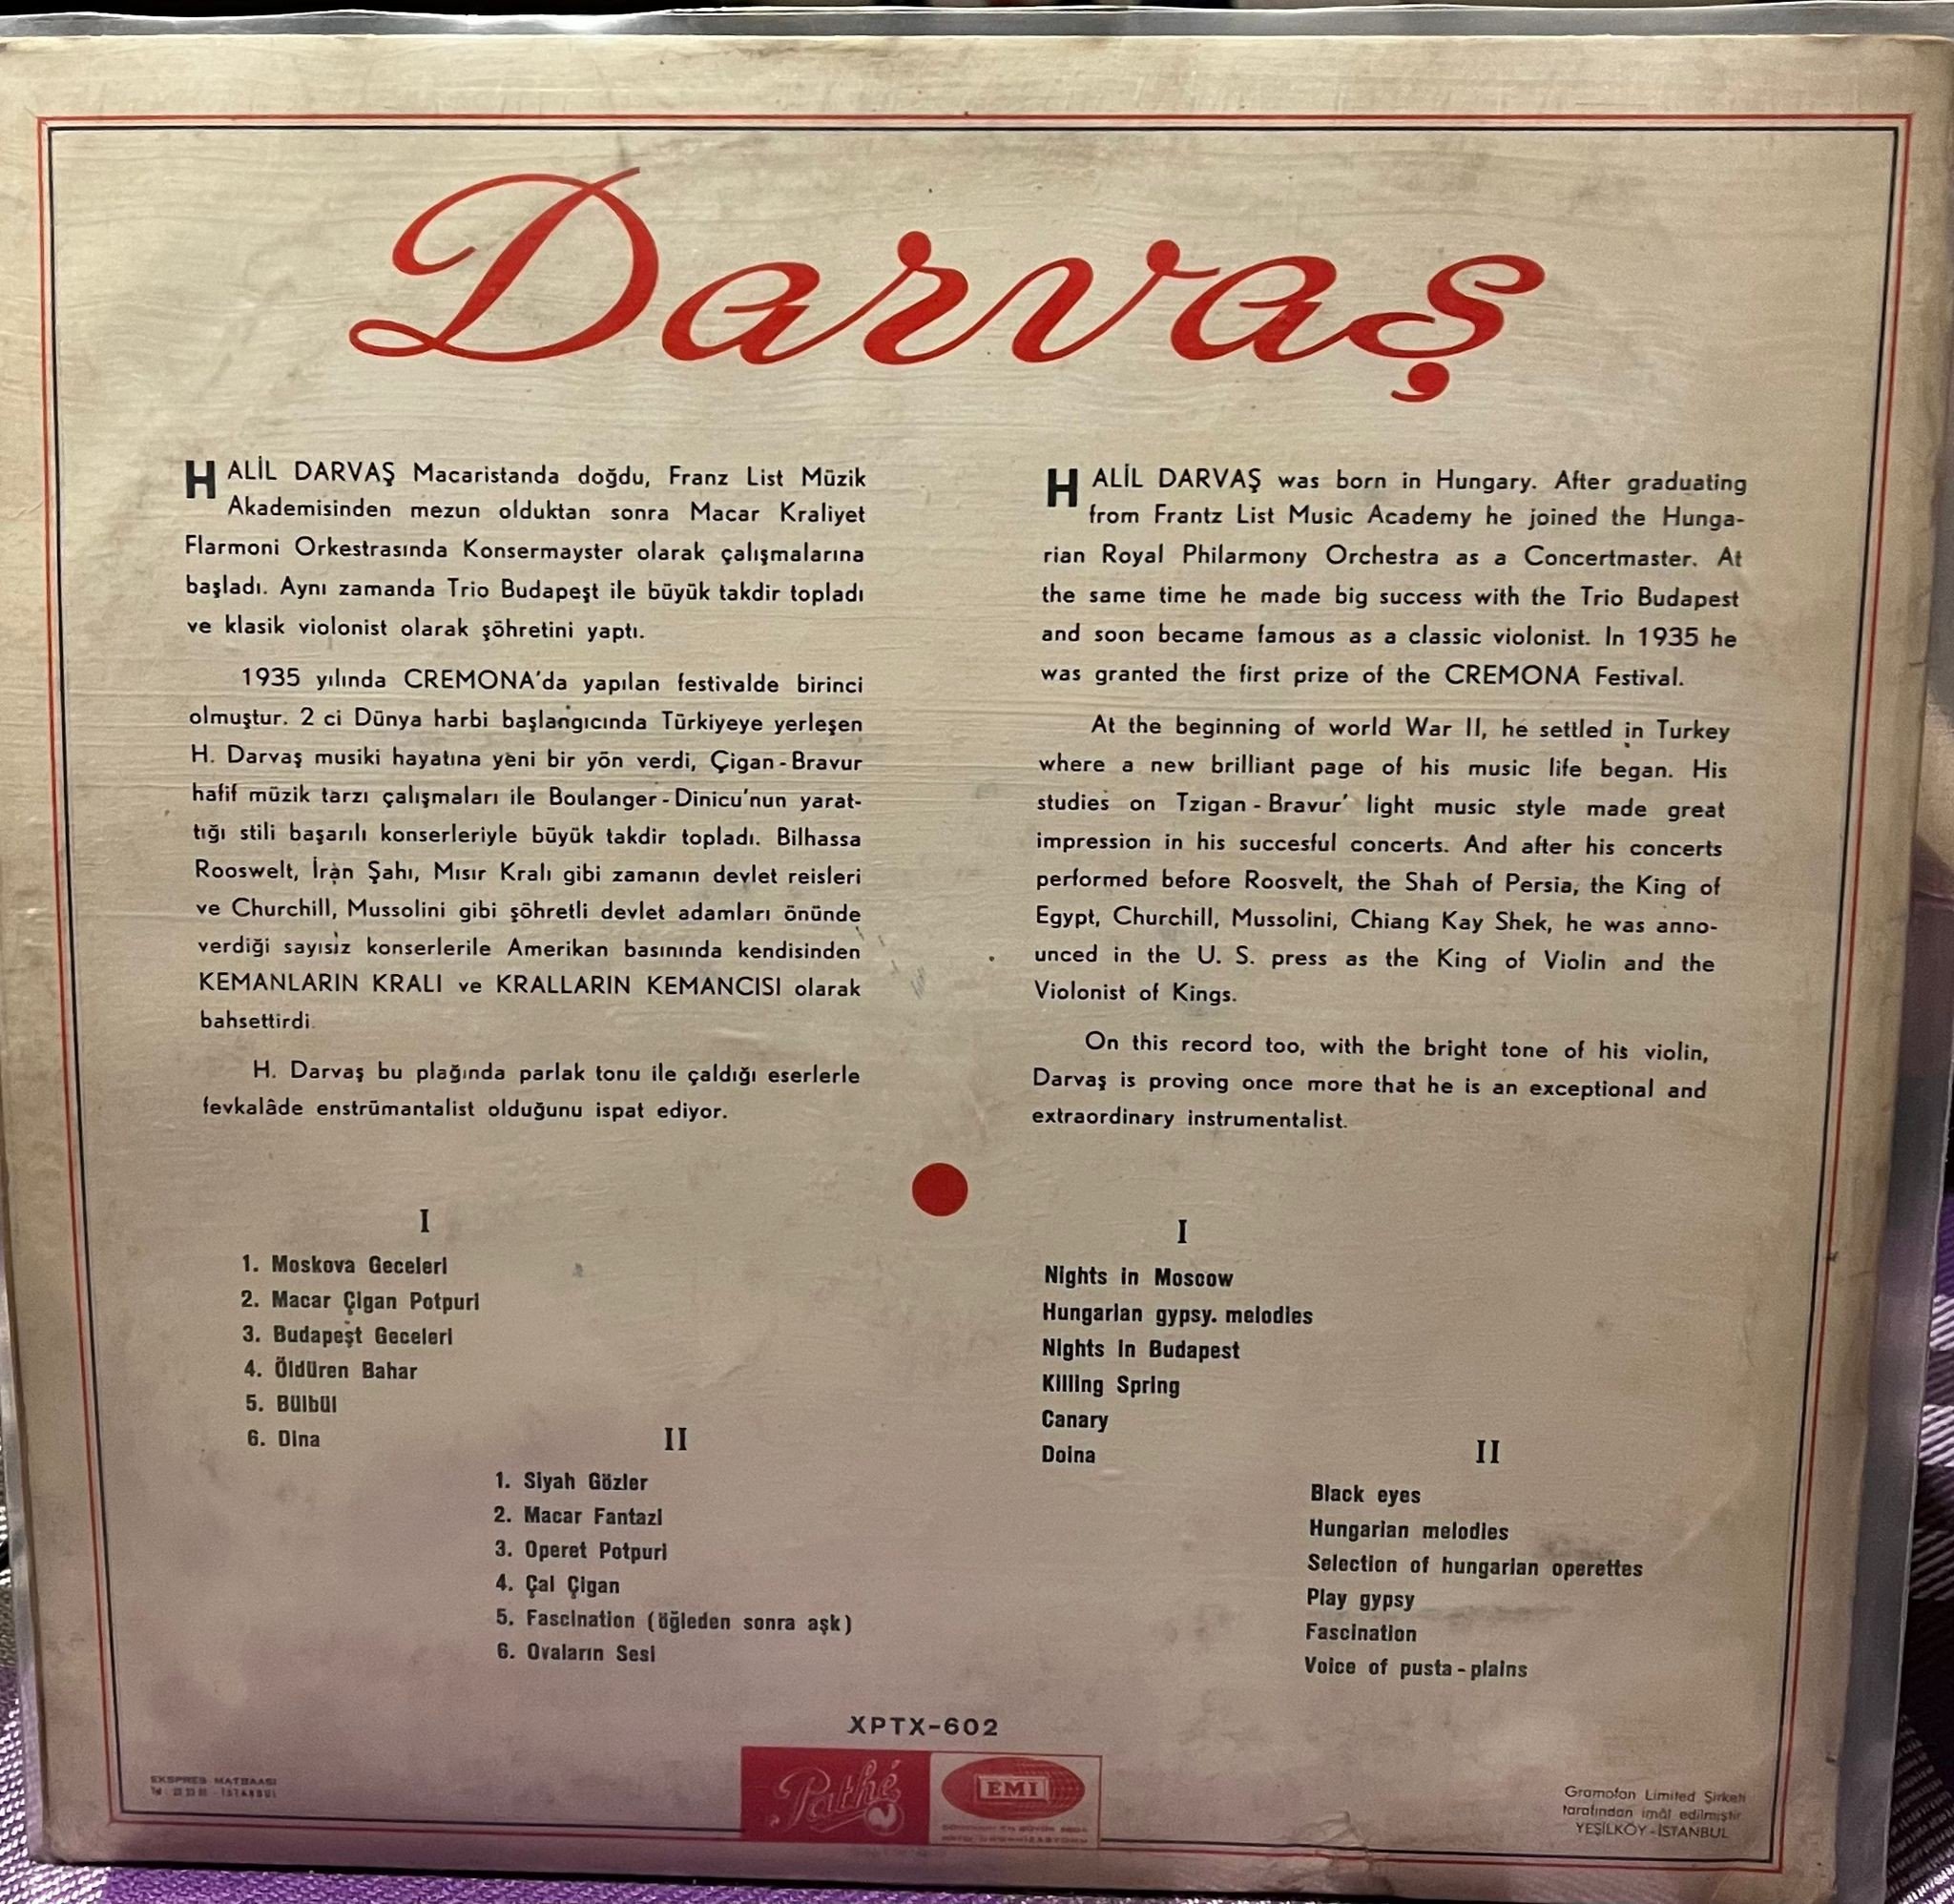 Darvaş
HALİL DARVAŞ Macaristanda doğdu, Franz List Müzik
Akademisinden mezun olduktan sonra Macar Kraliyet
Flarmoni Orkestrasında Konsermayster olarak çalışmalarına
başladı. Aynı zamanda Trio Budapeşt ile büyük takdir topladı
ve klasik violonist olarak şöhretini yaptı.
1935 yılında CREMONA'da yapılan festivalde birinci
olmuştur. 2 ci Dünya harbi başlangıcında Türkiyeye yerleşen
H. Darvaş musiki hayatına yeni bir yön verdi, Çigan - Bravur
hafif müzik tarzı çalışmaları ile Boulanger - Dinicu'nun yarat-
tığı stili başarılı konserleriyle büyük takdir topladı. Bilhassa
Rooswelt, İran Şahı, Mısır Kralı gibi zamanın devlet reisleri
ve Churchill, Mussolini gibi şöhretli devlet adamları önünde
verdiği sayısız konserlerile Amerikan basınında kendisinden
KEMANLARIN KRALI ve KRALLARIN KEMANCISI olarak
bahsettirdi.
H. Darvaş bu plağında parlak tonu ile çaldığı eserlerle
fevkalâde enstrümantalist olduğunu ispat ediyor.
HALİL DARVAŞ was born in Hungary. After graduating
from Frantz List Music Academy he joined the Hunga-
rian Royal Philarmony Orchestra as a Concertmaster. At
the same time he made big success with the Trio Budapest
and soon became famous as a classic violonist. In 1935 he
was granted the first prize of the CREMONA Festival.
At the beginning of world War II, he settled in Turkey
where a new brilliant page of his music life began. His
studies on Tzigan - Bravur' light music style made great
impression in his succesful concerts. And after his concerts
performed before Roosvelt, the Shah of Persia, the King of
Egypt, Churchill, Mussolini, Chiang Kay Shek, he was anno-
unced in the U. S. press as the King of Violin and the
Violonist of Kings.
On this record too, with the bright tone of his violin,
Darvaş is proving once more that he is an exceptional and
extraordinary instrumentalist.
I
1. Moskova Geceleri
2. Macar Çigan Potpuri
3. Budapeşt Geceleri
4. Öldüren Bahar
5. Bülbül
6. Dina
II
1. Siyah Gözler
2. Macar Fantazi
3. Operet Potpuri
4. Çal Çigan
5. Fascination (öğleden sonra aşk)
6. Ovaların Sesi
I
Nights in Moscow
Hungarian gypsy. melodies
Nights in Budapest
Killing Spring
Canary
Doina
II
Black eyes
Hungarian melodies
Selection of hungarian operettes
Play gypsy
Fascination
Voice of pusta - plains
XPTX-602
Pathé
EMI
EKSPRES MATBAASI
İSTANBUL
Gramofon Limited Şirketi
tarafından imâl edilmiştir
YEŞİLKÖY - İSTANBUL